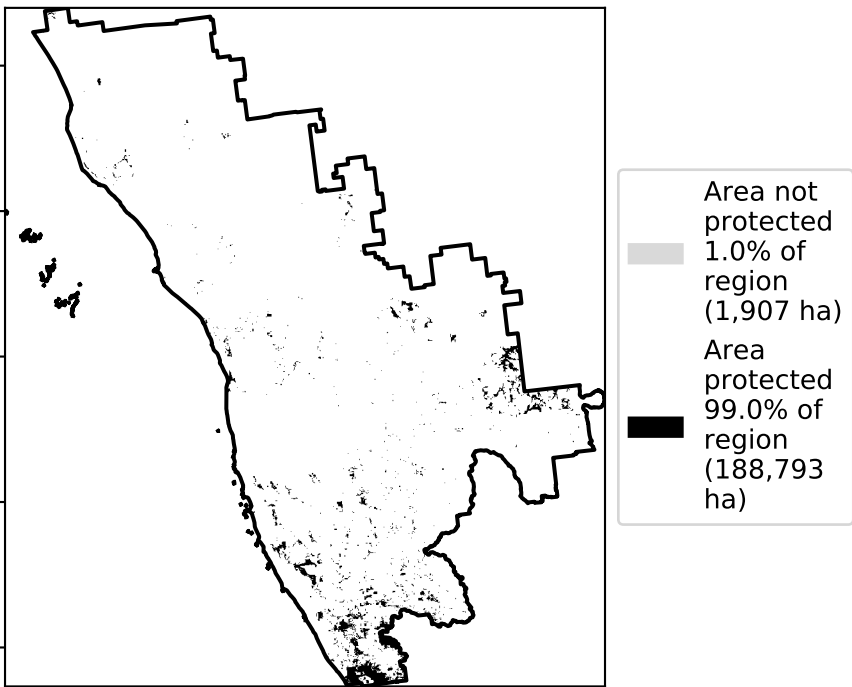 Area not
protected
1.0% of
region
(1,907 ha)
Area
protected
99.0% of
region
(188,793
ha)